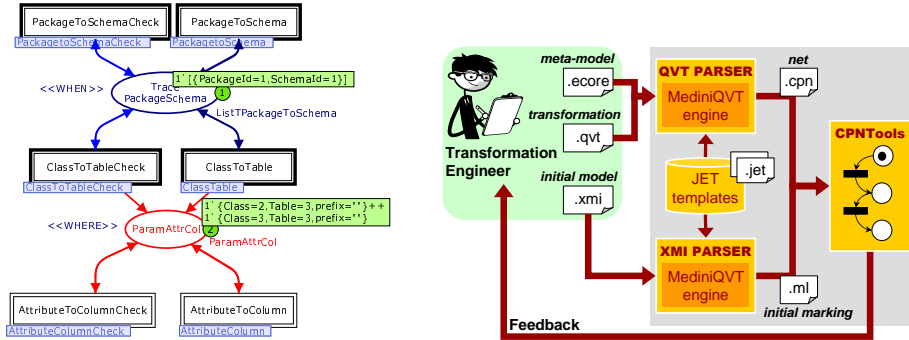 PackageToSchemaCheck
PackageToSchema
PackagetoSchemaCheck
PackagetoSchema
1`[{PackageId=1,SchemaId=1}]
<<WHEN>>
Trace
PackageSchema
1
ListTPackageToSchema
ClassToTableCheck
ClassToTable
ClassToTableCheck
ClassTable
1`{Class=2,Table=3,prefix=""}++
1`{Class=3,Table=3,prefix=""}
<<WHERE>>
ParamAttrCol
2
ParamAttrCol
AttributeToColumnCheck
AttributeToColumn
AttributeColumnCheck
AttributeColumn
meta-model
.ecore
transformation
.qvt
Transformation
Engineer
initial model
.xmi
QVT PARSER
MediniQVT
engine
net
.cpn
JET
templates
.jet
CPNTools
XMI PARSER
MediniQVT
engine
.ml
initial marking
Feedback